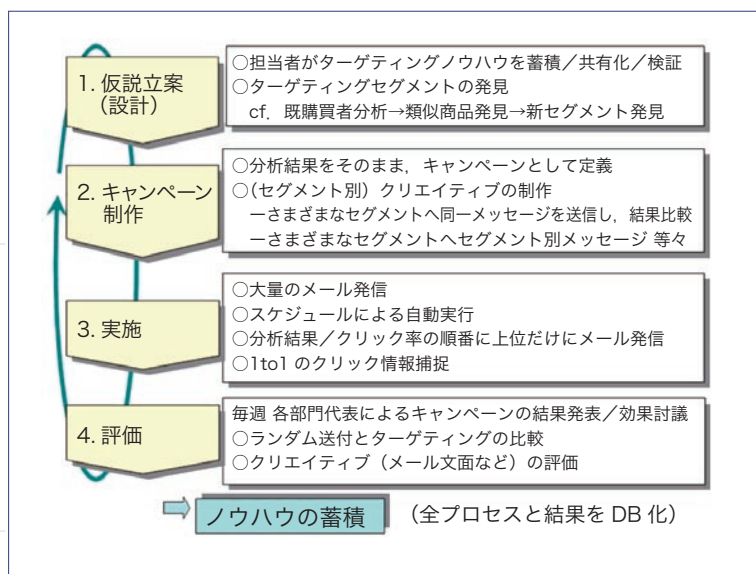 1. 仮説立案
（設計）
○担当者がターゲティングノウハウを蓄積／共有化／検証
○ターゲティングセグメントの発見
cf．既購買者分析→類似商品発見→新セグメント発見
2. キャンペーン
制作
○分析結果をそのまま，キャンペーンとして定義
○（セグメント別）クリエイティブの制作
ーさまざまなセグメントへ同一メッセージを送信し，結果比較
ーさまざまなセグメントへセグメント別メッセージ 等々
3. 実施
○大量のメール発信
○スケジュールによる自動実行
○分析結果／クリック率の順番に上位だけにメール発信
○1to1 のクリック情報捕捉
4. 評価
毎週 各部門代表によるキャンペーンの結果発表／効果討議
○ランダム送付とターゲティングの比較
○クリエイティブ（メール文面など）の評価
ノウハウの蓄積 （全プロセスと結果を DB 化）